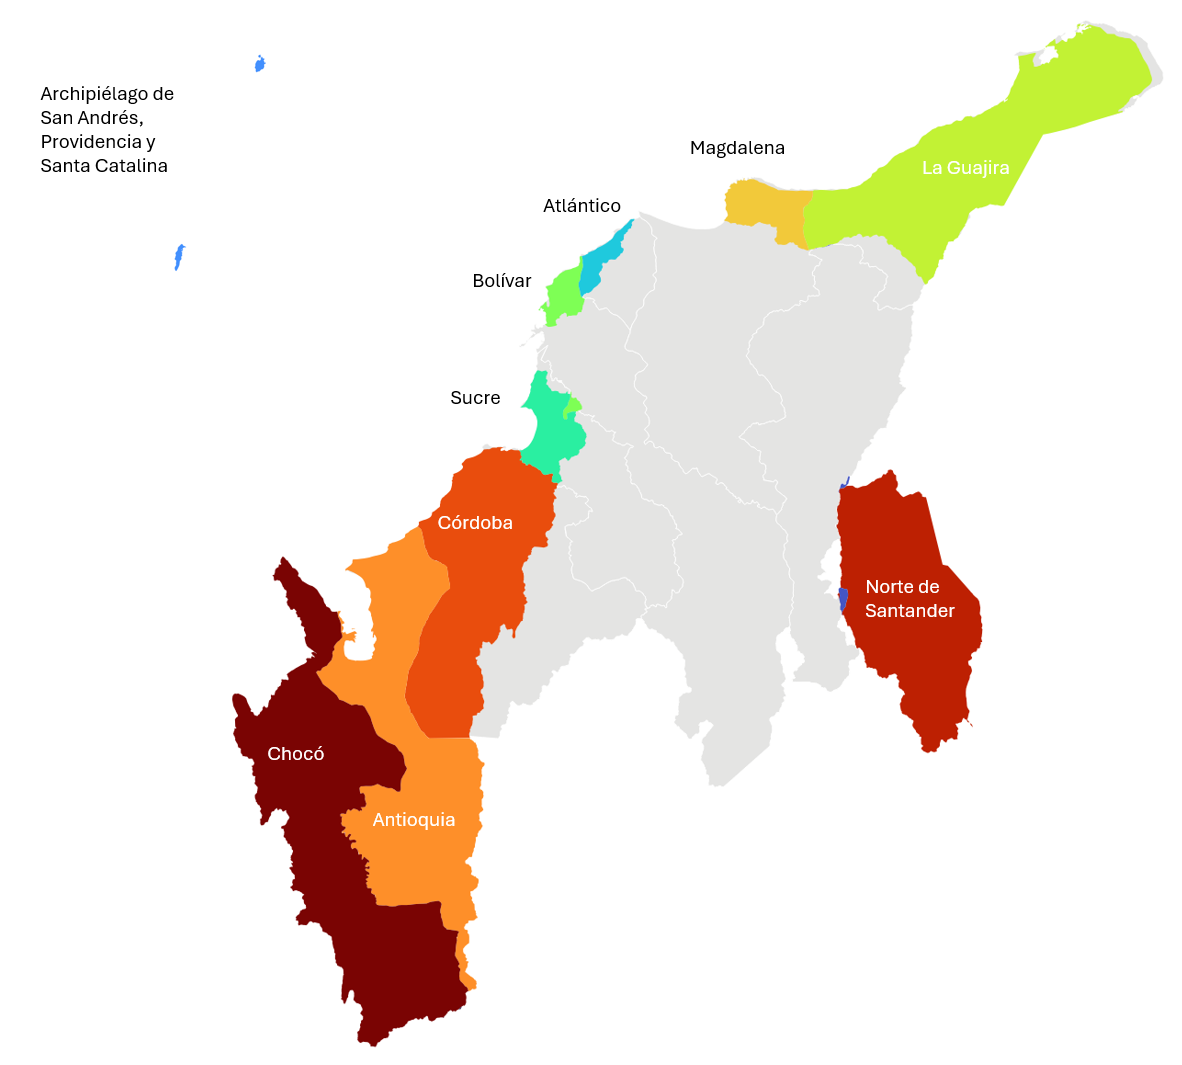 Archipiélago de
San Andrés,
Providencia y
Santa Catalina
Magdalena
La Guajira
Atlántico
Bolívar
Sucre
Córdoba
Norte de
Santander
Chocó
Antioquia